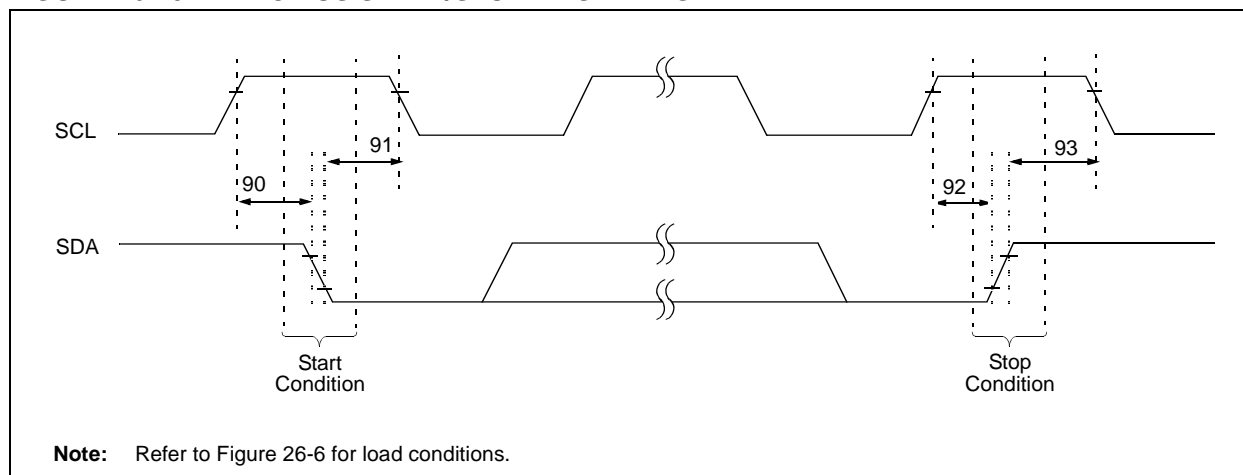 SCL
91
93
90
92
SDA
Start
Condition
Stop
Condition
Note: Refer to Figure 26-6 for load conditions.